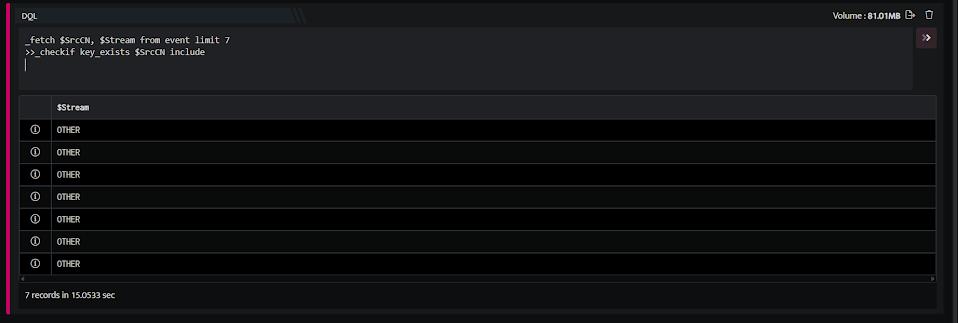 DQL Volume : 81.01MB
_fetch $SrcCN, $Stream from event limit 7
>>_checkif key_exists $SrcCN include
$Stream
OTHER
OTHER
OTHER
OTHER
OTHER
OTHER
OTHER
7 records in 15.0533 sec